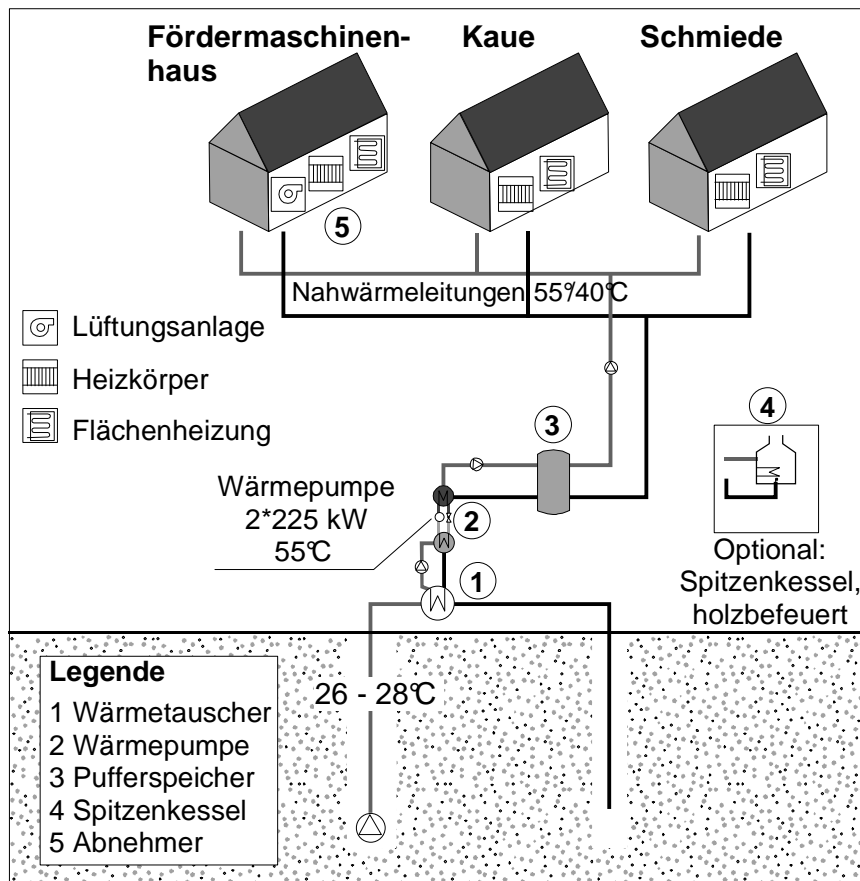 Fördermaschinen-
haus
Kaue
Schmiede
5
Nahwärmeleitungen 55°/40°C
Lüftungsanlage
Heizkörper
Flächenheizung
3
4
Wärmepumpe
2*225 kW
55°C
2
1
Optional:
Spitzenkessel,
holzbefeuert
26 - 28°C
Legende
1 Wärmetauscher
2 Wärmepumpe
3 Pufferspeicher
4 Spitzenkessel
5 Abnehmer